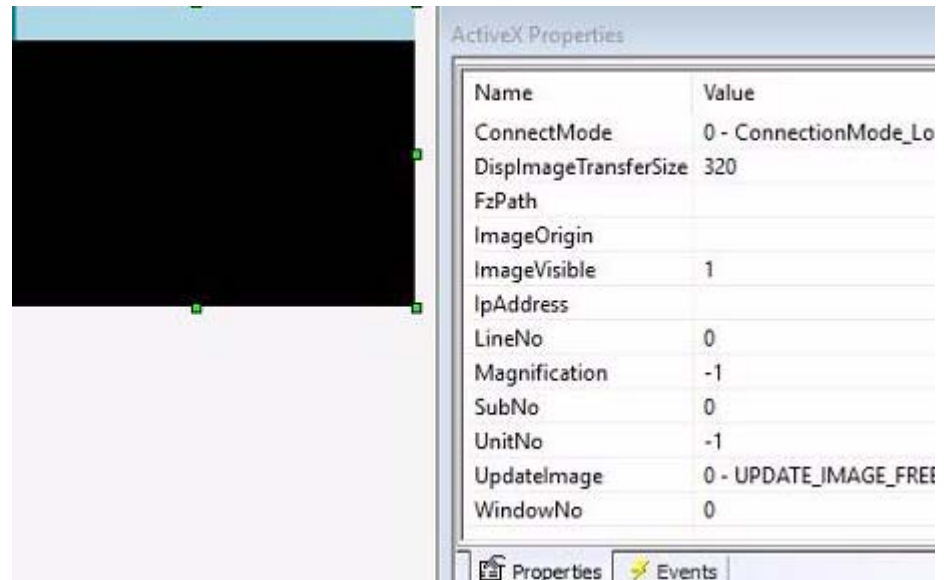 ActiveX Properties
Name Value
ConnectMode 0 - ConnectionMode_Lo
DispImageTransferSize 320
FzPath
ImageOrigin
ImageVisible 1
IpAddress
LineNo 0
Magnification -1
SubNo 0
UnitNo -1
UpdateImage 0 - UPDATE_IMAGE_FREE
WindowNo 0
Properties Events